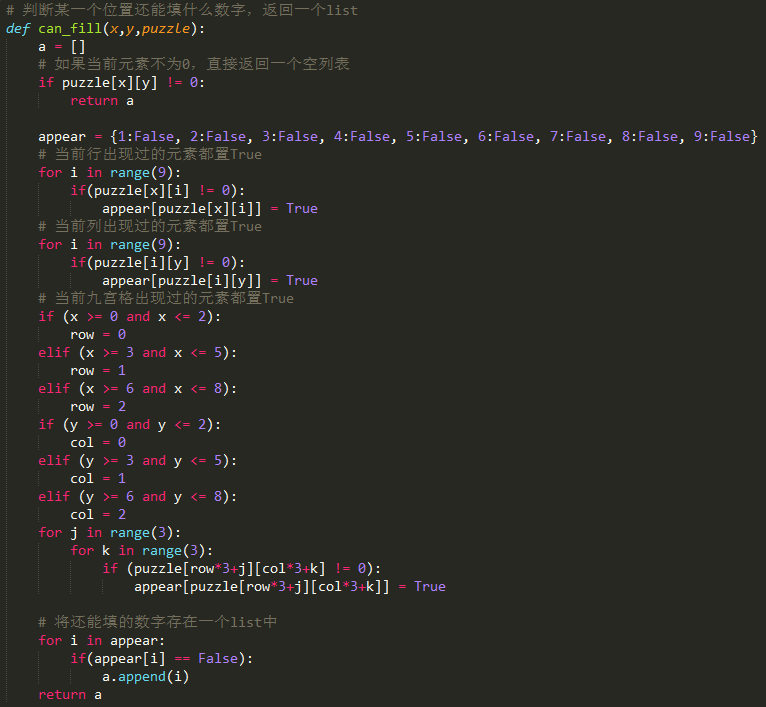 # 判断某一个位置还能填什么数字，返回一个list
def can_fill(x,y,puzzle):
    a = []
    # 如果当前元素不为0，直接返回一个空列表
    if puzzle[x][y] != 0:
        return a
    appear = {1:False, 2:False, 3:False, 4:False, 5:False, 6:False, 7:False, 8:False, 9:False}
    # 当前行出现过的元素都置True
    for i in range(9):
        if(puzzle[x][i] != 0):
            appear[puzzle[x][i]] = True
    # 当前列出现过的元素都置True
    for i in range(9):
        if(puzzle[i][y] != 0):
            appear[puzzle[i][y]] = True
    # 当前九宫格出现过的元素都置True
    if (x >= 0 and x <= 2):
        row = 0
    elif (x >= 3 and x <= 5):
        row = 1
    elif (x >= 6 and x <= 8):
        row = 2
    if (y >= 0 and y <= 2):
        col = 0
    elif (y >= 3 and y <= 5):
        col = 1
    elif (y >= 6 and y <= 8):
        col = 2
    for j in range(3):
        for k in range(3):
            if (puzzle[row*3+j][col*3+k] != 0):
                appear[puzzle[row*3+j][col*3+k]] = True
    # 将还能填的数字存在一个list中
    for i in appear:
        if(appear[i] == False):
            a.append(i)
    return a